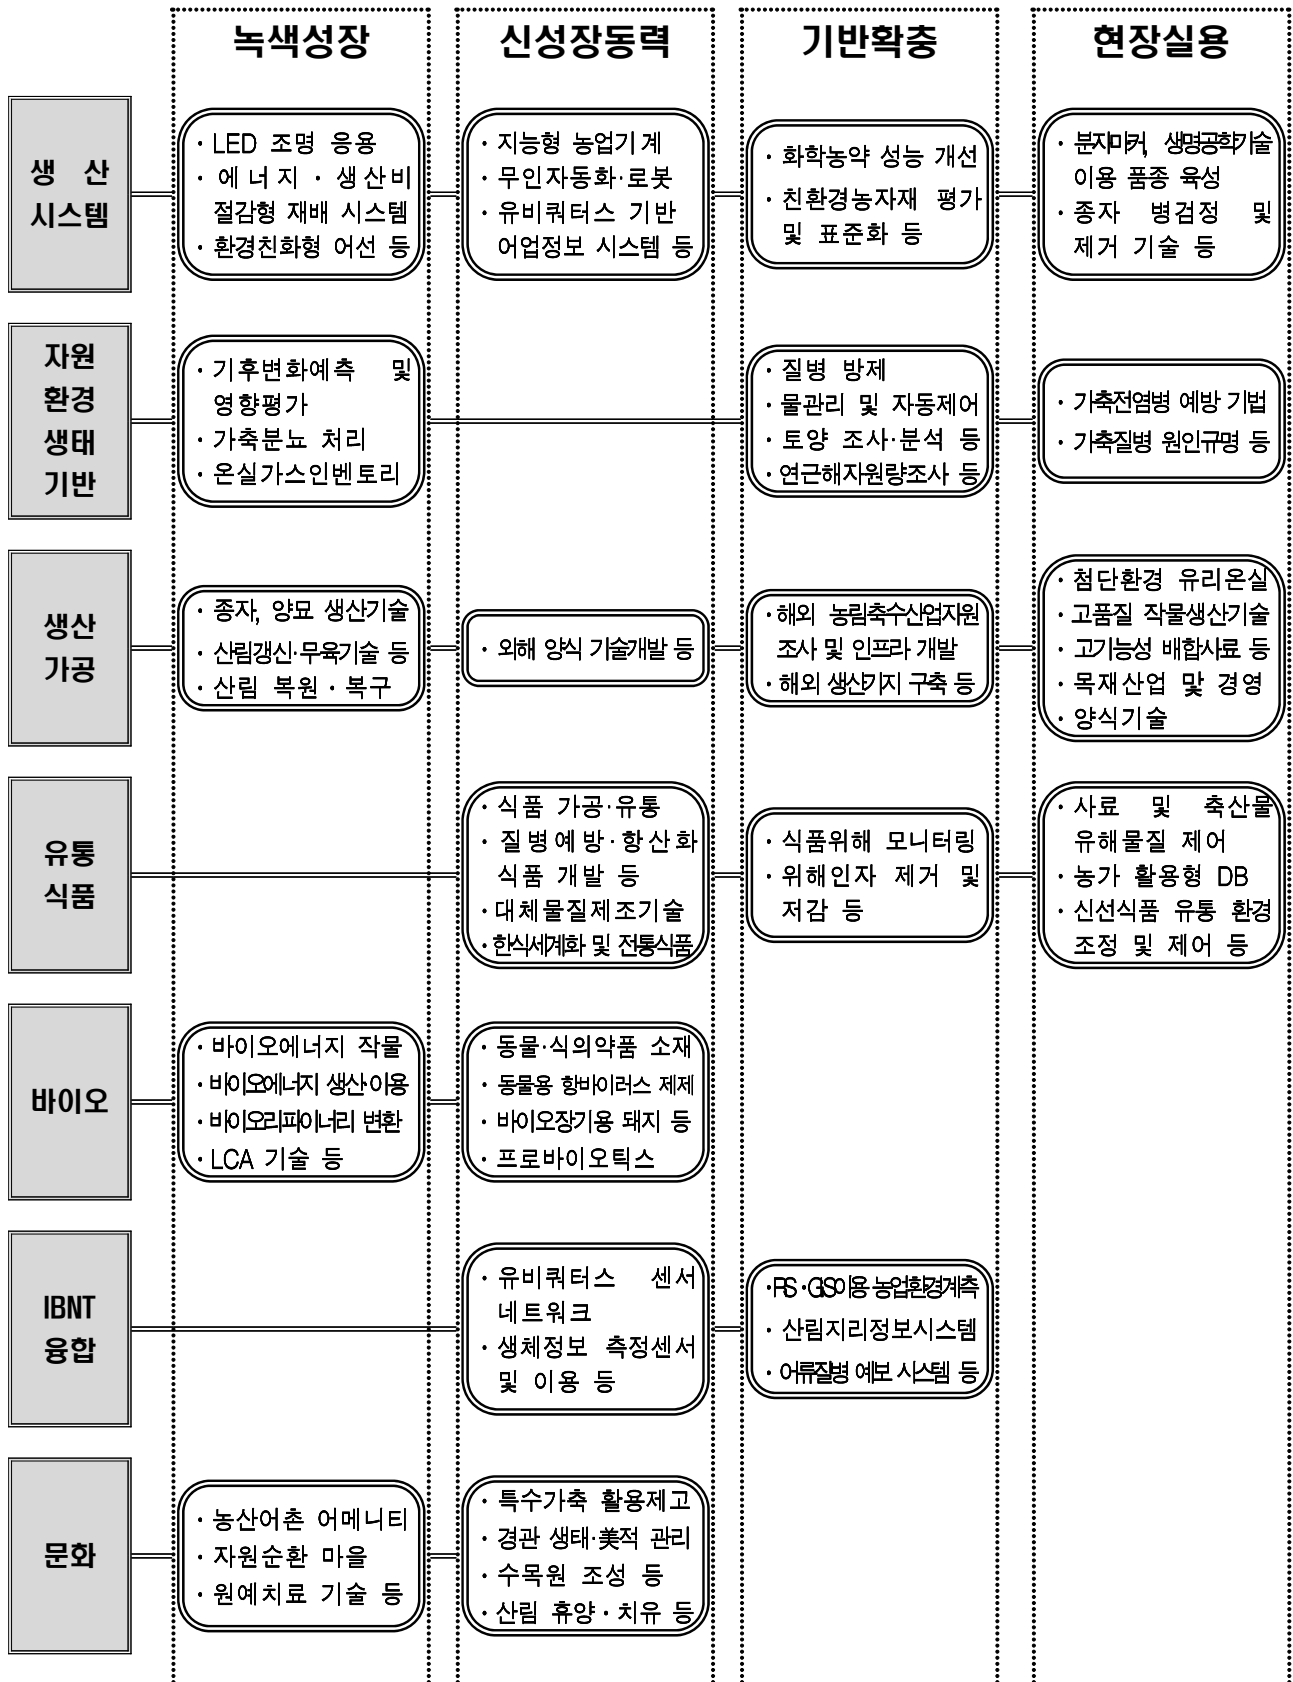 녹색성장
신성장동력
기반확충
현장실용
생 산
시스템
· LED 조명 응용
· 에너지 · 생산비
절감형 재배 시스템
· 환경친화형 어선 등
· 지능형 농업기계
· 무인자동화·로봇
· 유비쿼터스 기반
어업정보 시스템 등
· 화학농약 성능 개선
· 친환경농자재 평가
및 표준화 등
· 분자마커, 생명공학기술
이용 품종 육성
· 종자 병검정 및
제거 기술 등
자원
환경
생태
기반
· 기후변화예측 및
영향평가
· 가축분뇨 처리
· 온실가스인벤토리
· 질병 방제
· 물관리 및 자동제어
· 토양 조사·분석 등
· 연근해자원량조사 등
· 가축전염병 예방 기법
· 가축질병 원인규명 등
생산
가공
· 종자, 양묘 생산기술
· 산림갱신·무육기술 등
· 산림 복원 · 복구
· 외해 양식 기술개발 등
· 해외 농림축수산업자원
조사 및 인프라 개발
· 해외 생산기지 구축 등
· 첨단환경 유리온실
· 고품질 작물생산기술
· 고기능성 배합사료 등
· 목재산업 및 경영
· 양식기술
유통
식품
· 식품 가공·유통
· 질병예방·항산화
식품 개발 등
· 대체물질제조기술
· 한식세계화 및 전통식품
· 식품위해 모니터링
· 위해인자 제거 및
저감 등
· 사료 및 축산물
유해물질 제어
· 농가 활용형 DB
· 신선식품 유통 환경
조정 및 제어 등
바이오
· 바이오에너지 작물
· 바이오에너지 생산·이용
· 바이오리파이너리 변환
· LCA 기술 등
· 동물·식의약품 소재
· 동물용 항바이러스 제제
· 바이오장기용 돼지 등
· 프로바이오틱스
IBNT
융합
· 유비쿼터스 센서
네트워크
· 생체정보 측정센서
및 이용 등
· RS·GIS이용 농업환경계측
· 산림지리정보시스템
· 어류질병 예보 시스템 등
문화
· 농산어촌 어메니티
· 자원순환 마을
· 원예치료 기술 등
· 특수가축 활용제고
· 경관 생태·美적 관리
· 수목원 조성 등
· 산림 휴양 · 치유 등